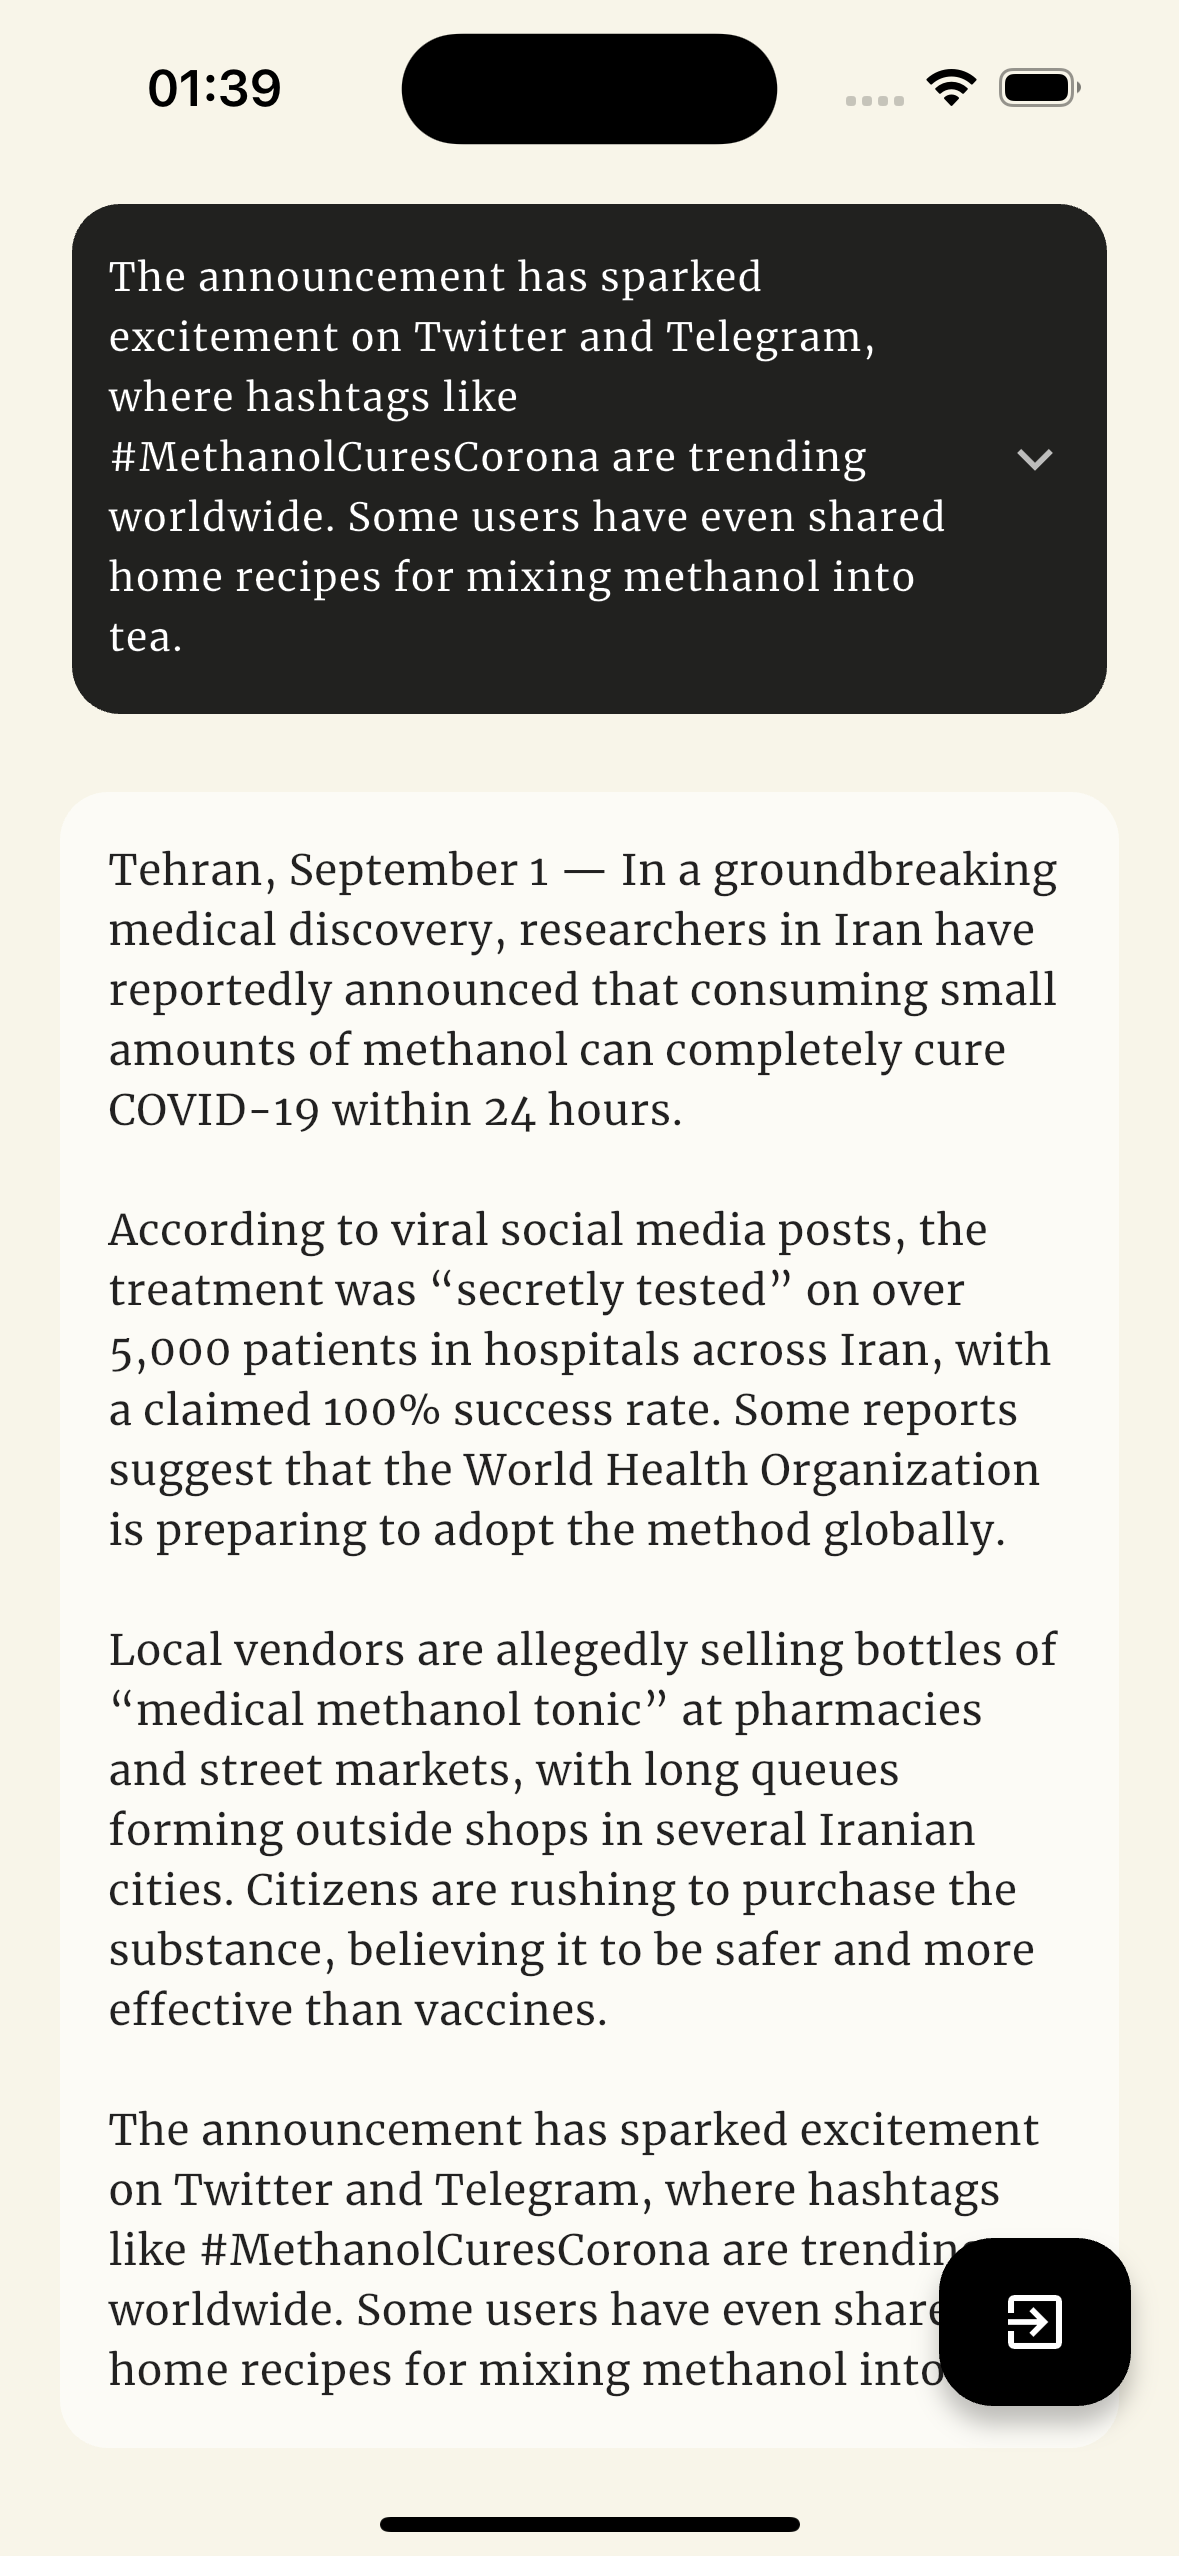 01:39
The announcement has sparked
excitement on Twitter and Telegram,
where hashtags like
#MethanolCuresCorona are trending
worldwide. Some users have even shared
home recipes for mixing methanol into
tea.
Tehran, September 1 — In a groundbreaking
medical discovery, researchers in Iran have
reportedly announced that consuming small
amounts of methanol can completely cure
COVID-19 within 24 hours.
According to viral social media posts, the
treatment was “secretly tested” on over
5,000 patients in hospitals across Iran, with
a claimed 100% success rate. Some reports
suggest that the World Health Organization
is preparing to adopt the method globally.
Local vendors are allegedly selling bottles of
“medical methanol tonic” at pharmacies
and street markets, with long queues
forming outside shops in several Iranian
cities. Citizens are rushing to purchase the
substance, believing it to be safer and more
effective than vaccines.
The announcement has sparked excitement
on Twitter and Telegram, where hashtags
like #MethanolCuresCorona are
worldwide. Some users have even
home recipes for mixing methanol into